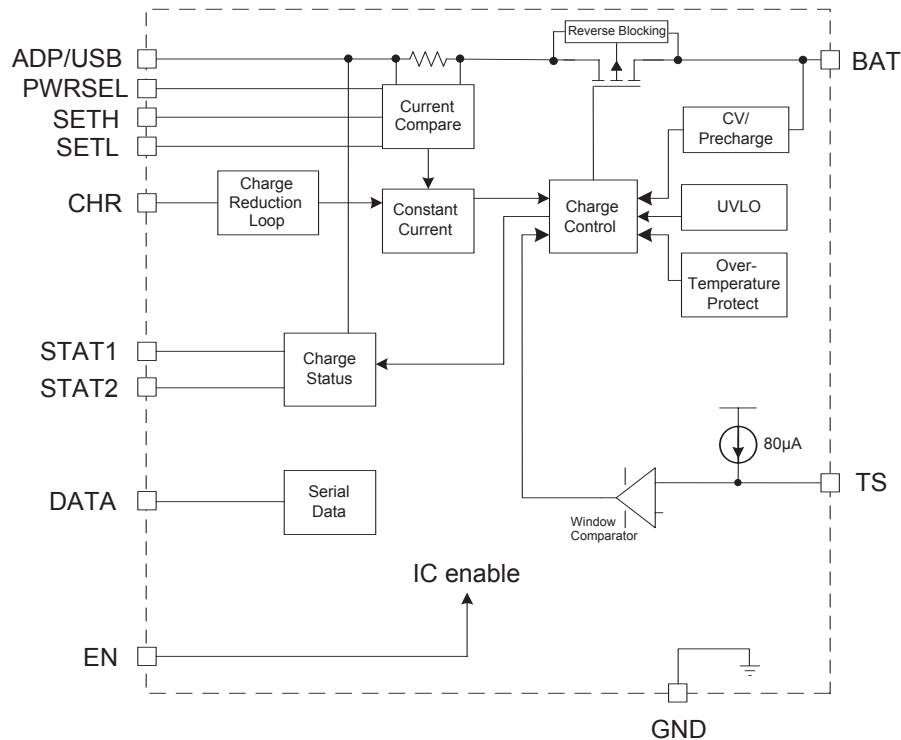 Reverse Blocking
ADP/USB
BAT
PWRSEL
SETH
SETL
Current
Compare
CV/
Precharge
CHR
Charge
Reduction
Loop
Constant
Current
Charge
Control
UVLO
Over-
Temperature
Protect
STAT1
STAT2
Charge
Status
80µA
TS
DATA
Serial
Data
Window
Comparator
IC enable
EN
GND